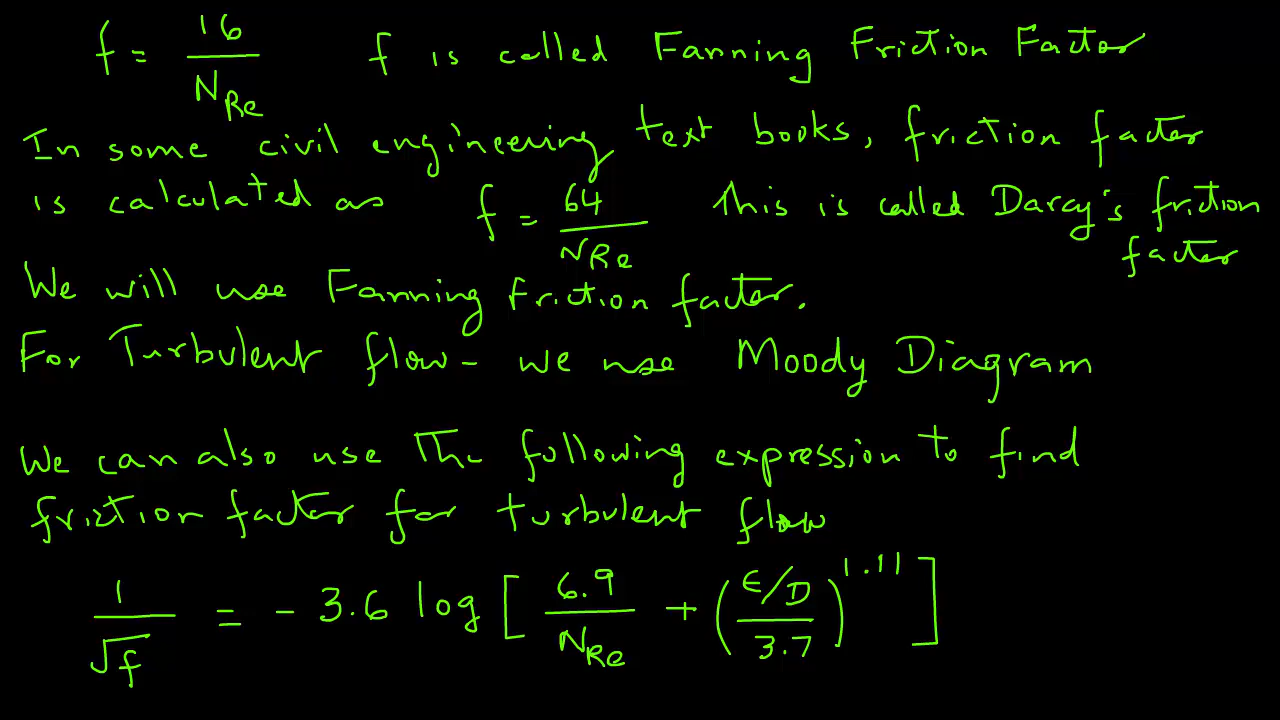 f = 16/N_Re f is called Fanning Friction Factor
In some civil engineering text books, friction factor
is calculated as f = 64/N_Re This is called Darcy's friction
factor
We will use Fanning Friction factor.
For Turbulent flow - we use Moody Diagram
We can also use the following expression to find
friction factor for turbulent flow
1/√f = - 3.6 log [ 6.9/N_Re + ( (ε/D)/3.7 )^1.11 ]